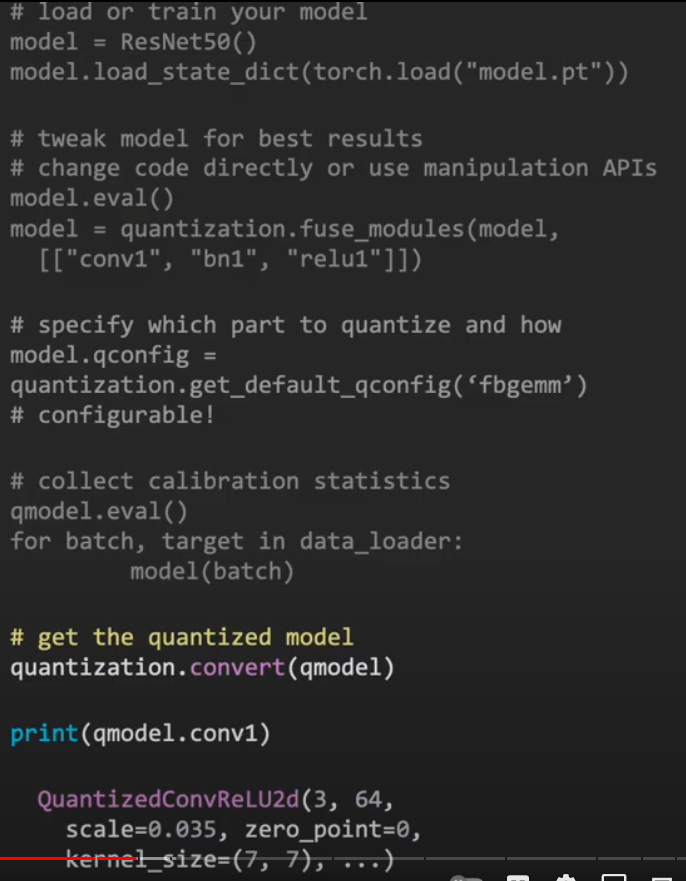 # load or train your model
model = ResNet50()
model.load_state_dict(torch.load("model.pt"))
# tweak model for best results
# change code directly or use manipulation APIs
model.eval()
model = quantization.fuse_modules(model,
[["conv1", "bn1", "relu1"]])
# specify which part to quantize and how
model.qconfig =
quantization.get_default_qconfig(‘fbgemm’)
# configurable!
# collect calibration statistics
qmodel.eval()
for batch, target in data_loader:
model(batch)
# get the quantized model
quantization.convert(qmodel)
print(qmodel.conv1)
QuantizedConvReLU2d(3, 64,
scale=0.035, zero_point=0,
kernel_size=(7, 7), ...)